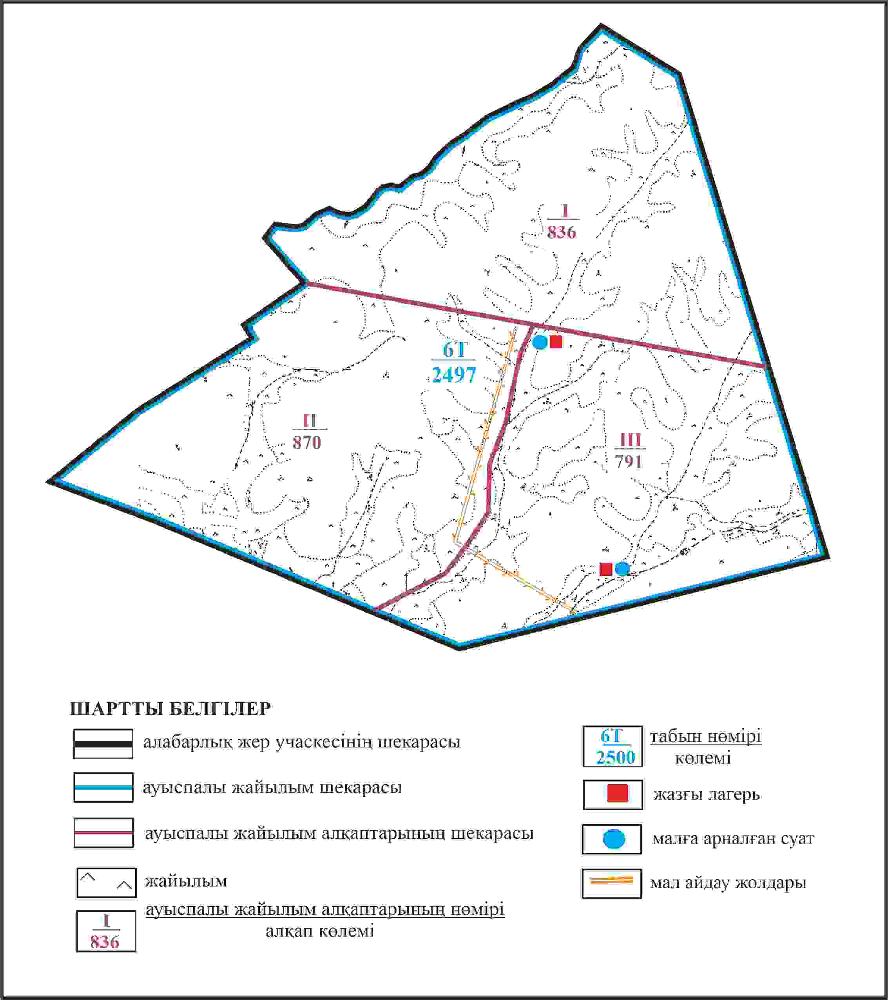 I
836
6Т
2497
II
870
III
791
ШАРТТЫ БЕЛГІЛЕР
алабарлық жер учаскесінің шекарасы
ауыспалы жайылым шекарасы
ауыспалы жайылым алқаптарының шекарасы
жайылым
I
836
ауыспалы жайылым алқаптарының нөмірі
алқап көлемі
6Т
2500
табын нөмірі
көлемі
жазғы лагерь
малға арналған суат
мал айдау жолдары